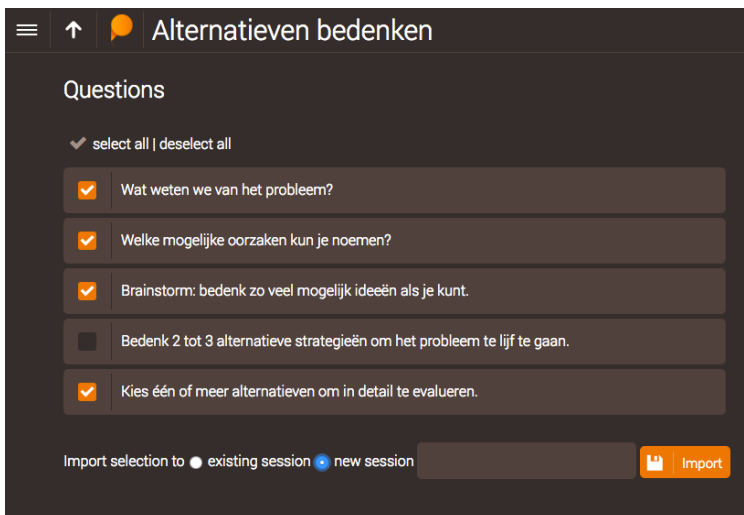 Alternatieven bedenken
Questions
select all | deselect all
Wat weten we van het probleem?
Welke mogelijke oorzaken kun je noemen?
Brainstorm: bedenk zo veel mogelijk ideeën als je kunt.
Bedenk 2 tot 3 alternatieve strategieën om het probleem te lijf te gaan.
Kies één of meer alternatieven om in detail te evalueren.
Import selection to existing session new session Import